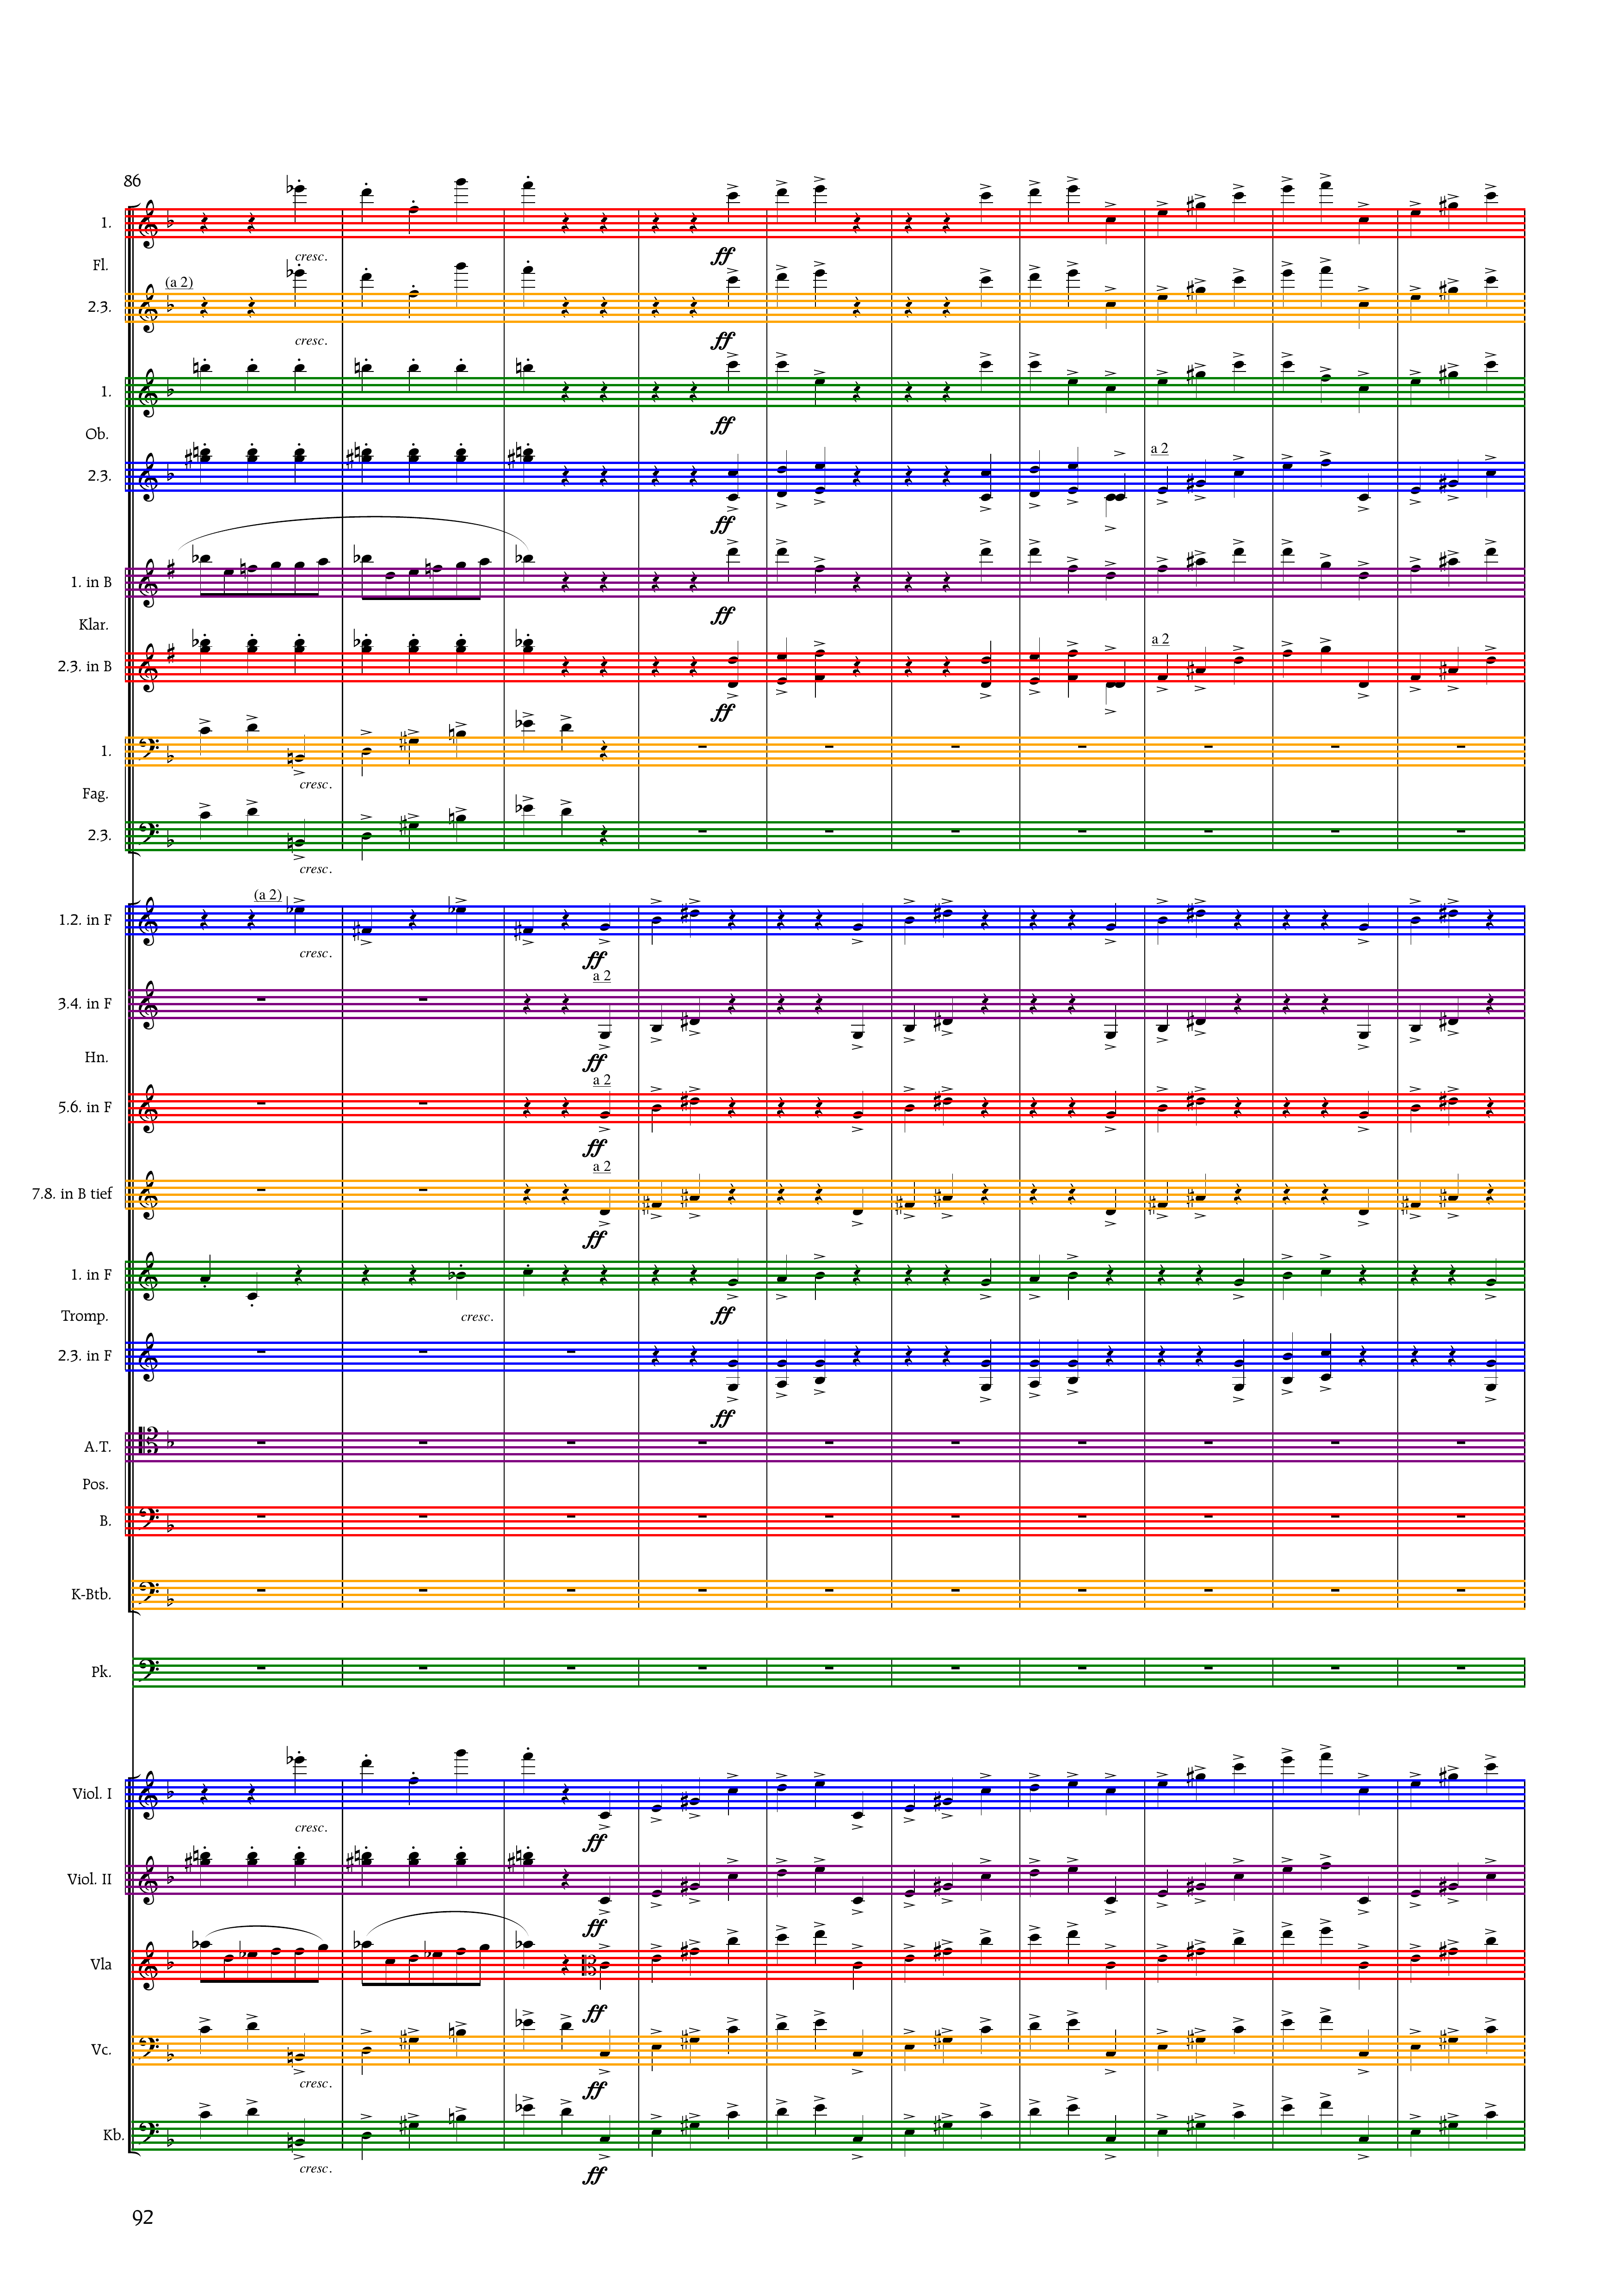 86
1.
cresc.
Fl.
ff
(a 2)
2.3.
cresc.
ff
1.
ff
Ob.
a 2
2.3.
ff
1. in B
ff
Klar.
a 2
2.3. in B
ff
1.
cresc.
Fag.
2.3.
cresc.
(a 2)
1.2. in F
cresc.
ff
a 2
3.4. in F
ff
Hn.
a 2
5.6. in F
ff
a 2
7.8. in B tief
ff
1. in F
cresc.
ff
Tromp.
2.3. in F
ff
A.T.
Pos.
B.
K-Btb.
Pk.
Viol. I
cresc.
ff
Viol. II
ff
Vla
ff
Vc.
cresc.
ff
Kb.
cresc.
ff
92